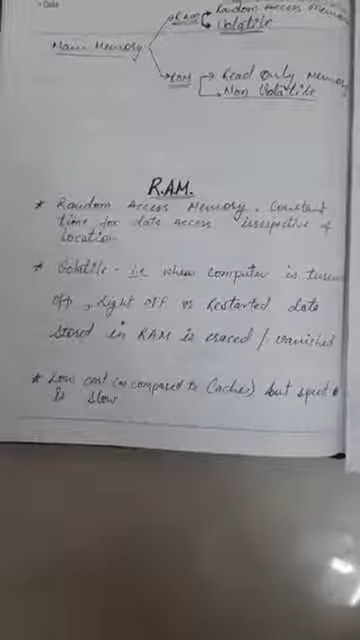 Date
RAM → Random Access Memory
Volatile
Main Memory
ROM → Read Only Memory
Non Volatile
R.A.M.
* Random Access Memory. Constant
time for data access irrespective of
location
* Volatile - i.e when computer is turned
off, Light off or Restarted data
stored in RAM is erased / vanished
* Low cost (as compared to Cache) but speed
is slow